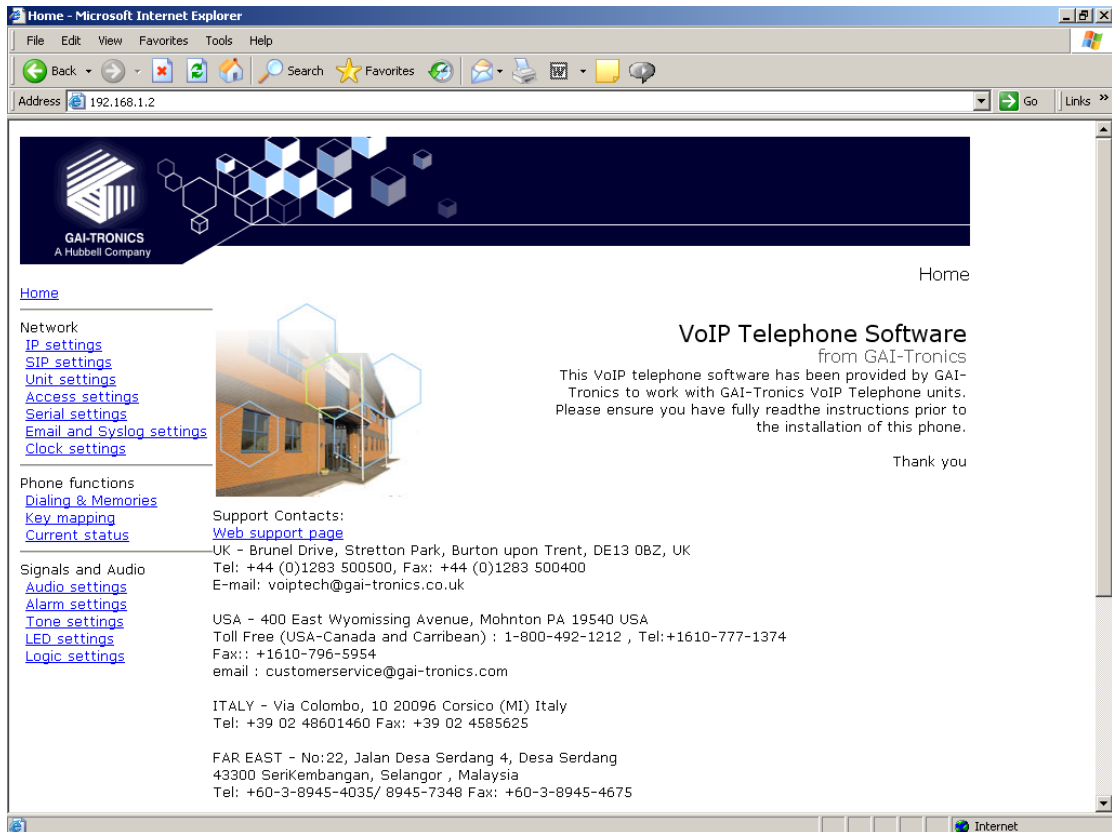 Home - Microsoft Internet Explorer
File Edit View Favorites Tools Help
Back Search Favorites
Address 192.168.1.2 Go Links »
GAI-TRONICS
A Hubbell Company
Home
Home
Network
IP settings
SIP settings
Unit settings
Access settings
Serial settings
Email and Syslog settings
Clock settings
Phone functions
Dialing & Memories
Key mapping
Current status
Signals and Audio
Audio settings
Alarm settings
Tone settings
LED settings
Logic settings
VoIP Telephone Software
from GAI-Tronics
This VoIP telephone software has been provided by GAI-
Tronics to work with GAI-Tronics VoIP Telephone units.
Please ensure you have fully readthe instructions prior to
the installation of this phone.
Thank you
Support Contacts:
Web support page
UK - Brunel Drive, Stretton Park, Burton upon Trent, DE13 0BZ, UK
Tel: +44 (0)1283 500500, Fax: +44 (0)1283 500400
E-mail: voiptech@gai-tronics.co.uk
USA - 400 East Wyomissing Avenue, Mohnton PA 19540 USA
Toll Free (USA-Canada and Carribean) : 1-800-492-1212 , Tel:+1610-777-1374
Fax:: +1610-796-5954
email : customerservice@gai-tronics.com
ITALY - Via Colombo, 10 20096 Corsico (MI) Italy
Tel: +39 02 48601460 Fax: +39 02 4585625
FAR EAST - No:22, Jalan Desa Serdang 4, Desa Serdang
43300 SeriKembangan, Selangor , Malaysia
Tel: +60-3-8945-4035/ 8945-7348 Fax: +60-3-8945-4675
Internet